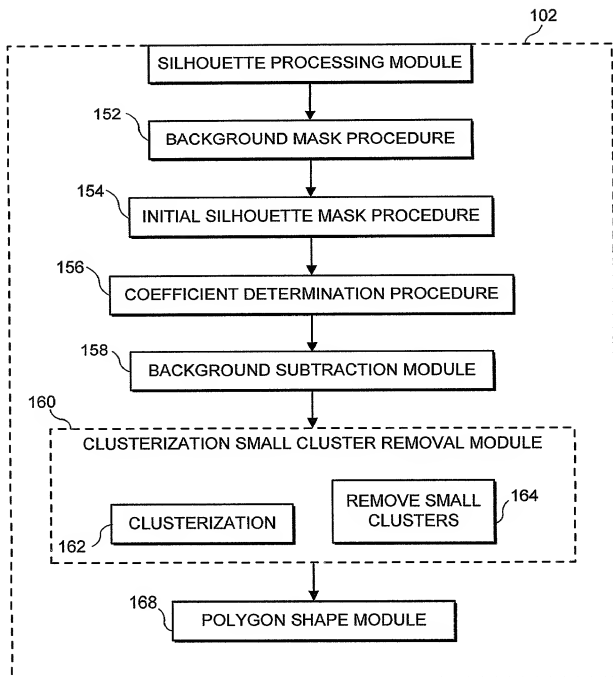 102
SILHOUETTE PROCESSING MODULE
152
BACKGROUND MASK PROCEDURE
154
INITIAL SILHOUETTE MASK PROCEDURE
156
COEFFICIENT DETERMINATION PROCEDURE
158
BACKGROUND SUBTRACTION MODULE
160
CLUSTERIZATION SMALL CLUSTER REMOVAL MODULE
162
CLUSTERIZATION
REMOVE SMALL
CLUSTERS
164
168
POLYGON SHAPE MODULE